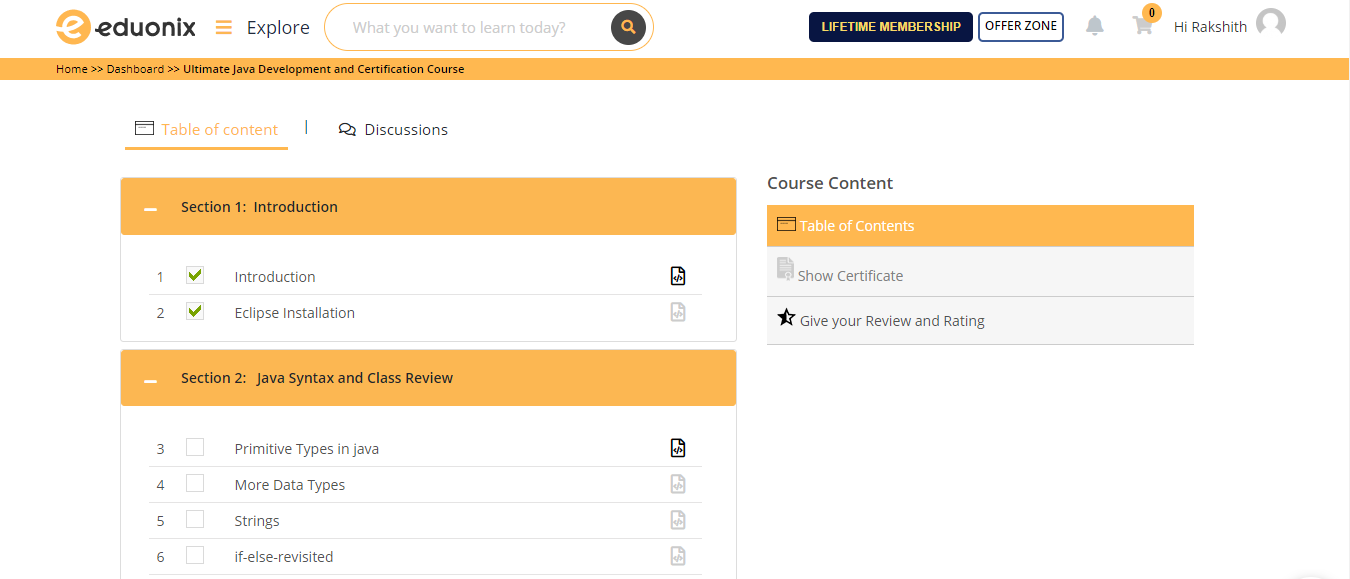 eduonix
Explore
What you want to learn today?
LIFETIME MEMBERSHIP
OFFER ZONE
0
Hi Rakshith
Home >> Dashboard >> Ultimate Java Development and Certification Course
Table of content
Discussions
Section 1: Introduction
1 Introduction
2 Eclipse Installation
Section 2: Java Syntax and Class Review
3 Primitive Types in java
4 More Data Types
5 Strings
6 if-else-revisited
Course Content
Table of Contents
Show Certificate
Give your Review and Rating